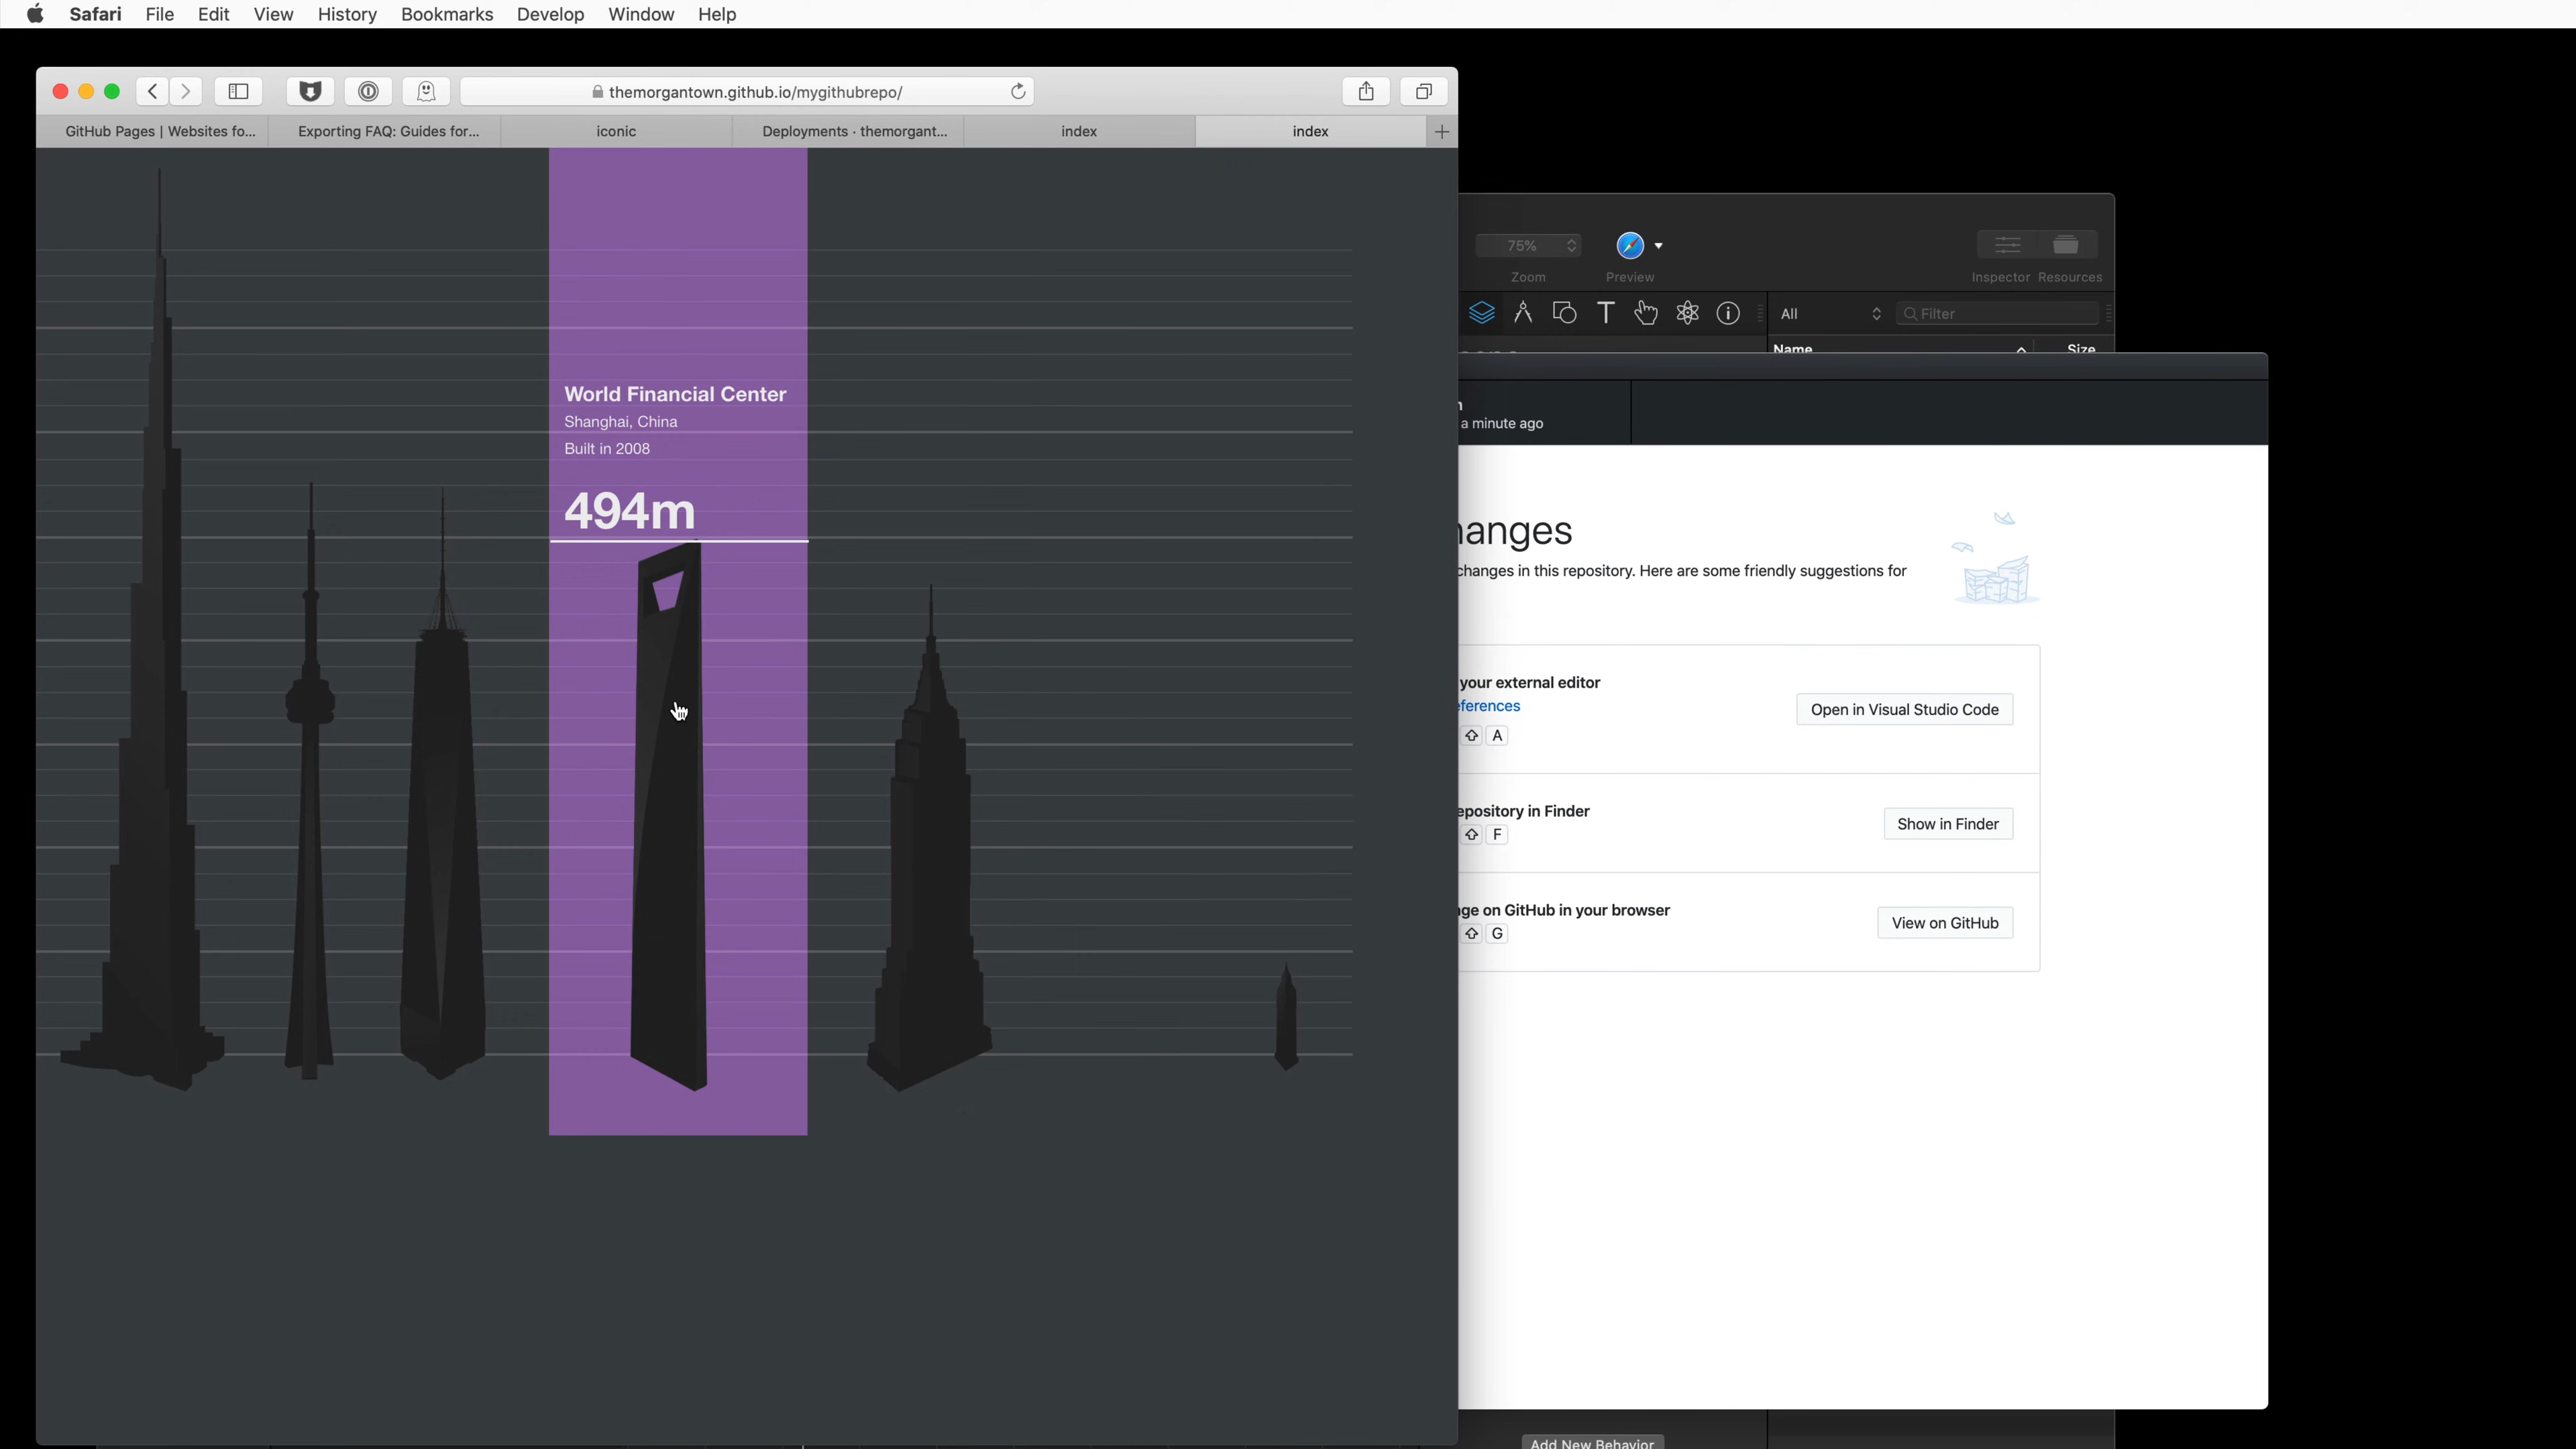 Safari File Edit View History Bookmarks Develop Window Help
themorgantown.github.io/mygithubrepo/
GitHub Pages | Websites fo... Exporting FAQ: Guides for... iconic Deployments · themorgant... index index
World Financial Center
Shanghai, China
Built in 2008
494m
75%
Zoom Preview Inspector Resources
All Filter
Name Size
a minute ago
hanges
changes in this repository. Here are some friendly suggestions for
your external editor
eferences
A
Open in Visual Studio Code
epository in Finder
F
Show in Finder
ge on GitHub in your browser
G
View on GitHub
Add New Behavior